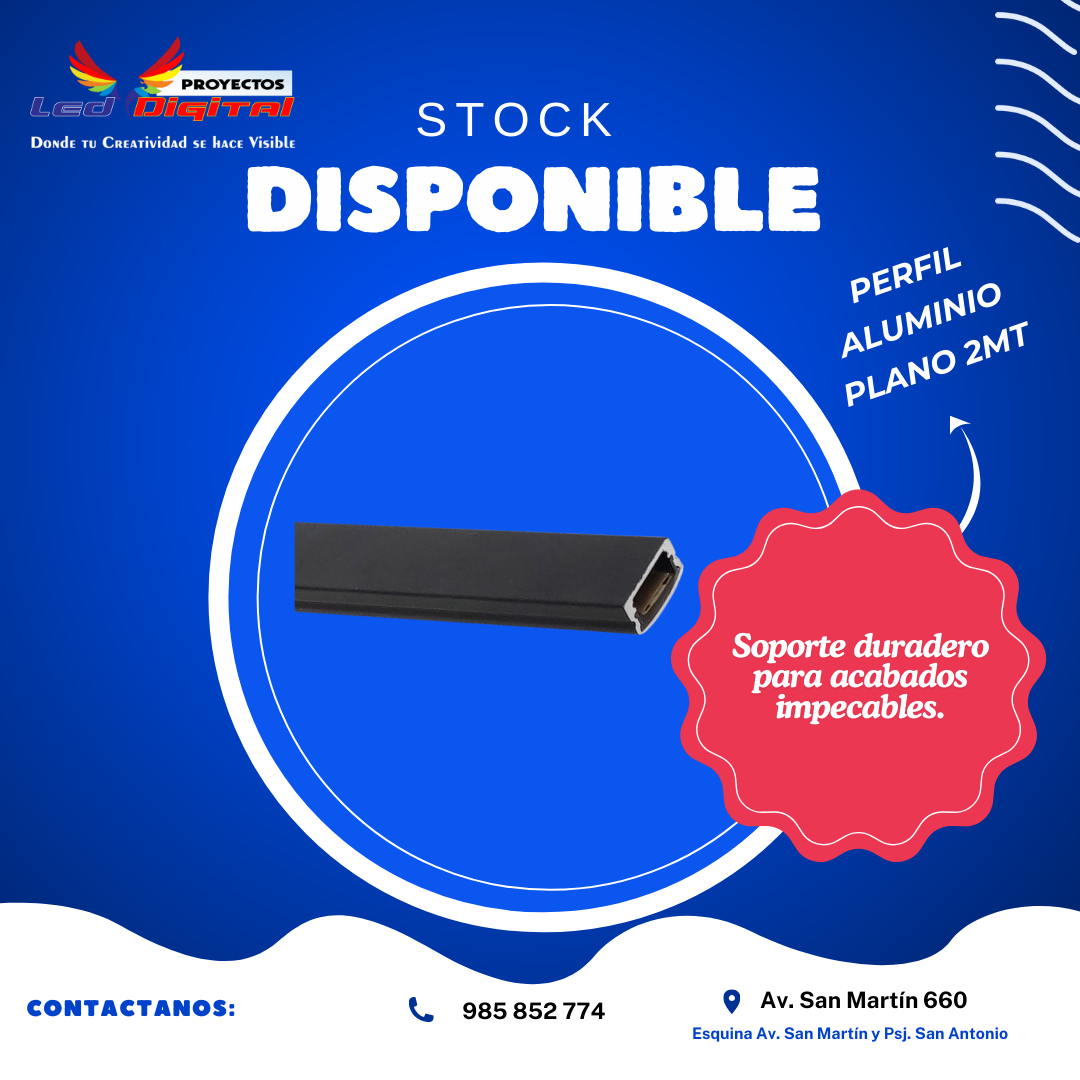 PROYECTOS
Led Digital
Donde tu Creatividad se hace Visible
STOCK
DISPONIBLE
PERFIL
ALUMINIO
PLANO 2MT
Soporte duradero
para acabados
impecables.
CONTACTANOS:
985 852 774
Av. San Martín 660
Esquina Av. San Martín y Psj. San Antonio